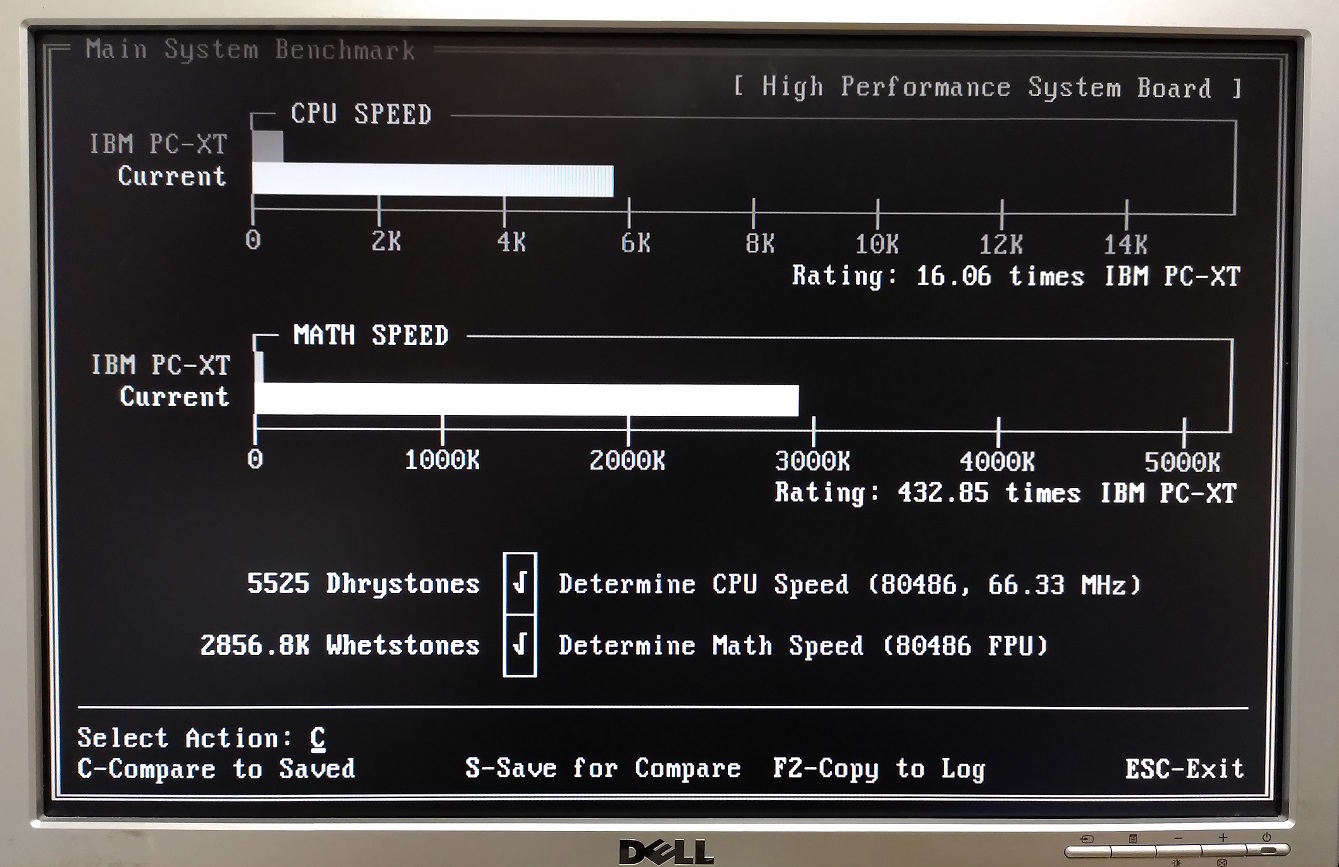 Main System Benchmark
[ High Performance System Board ]
CPU SPEED
IBM PC-XT
Current
0 2K 4K 6K 8K 10K 12K 14K
Rating: 16.06 times IBM PC-XT
MATH SPEED
IBM PC-XT
Current
0 1000K 2000K 3000K 4000K 5000K
Rating: 432.85 times IBM PC-XT
5525 Dhrystones √ Determine CPU Speed (80486, 66.33 MHz)
2856.8K Whetstones √ Determine Math Speed (80486 FPU)
Select Action: C
C-Compare to Saved S-Save for Compare F2-Copy to Log ESC-Exit
DELL